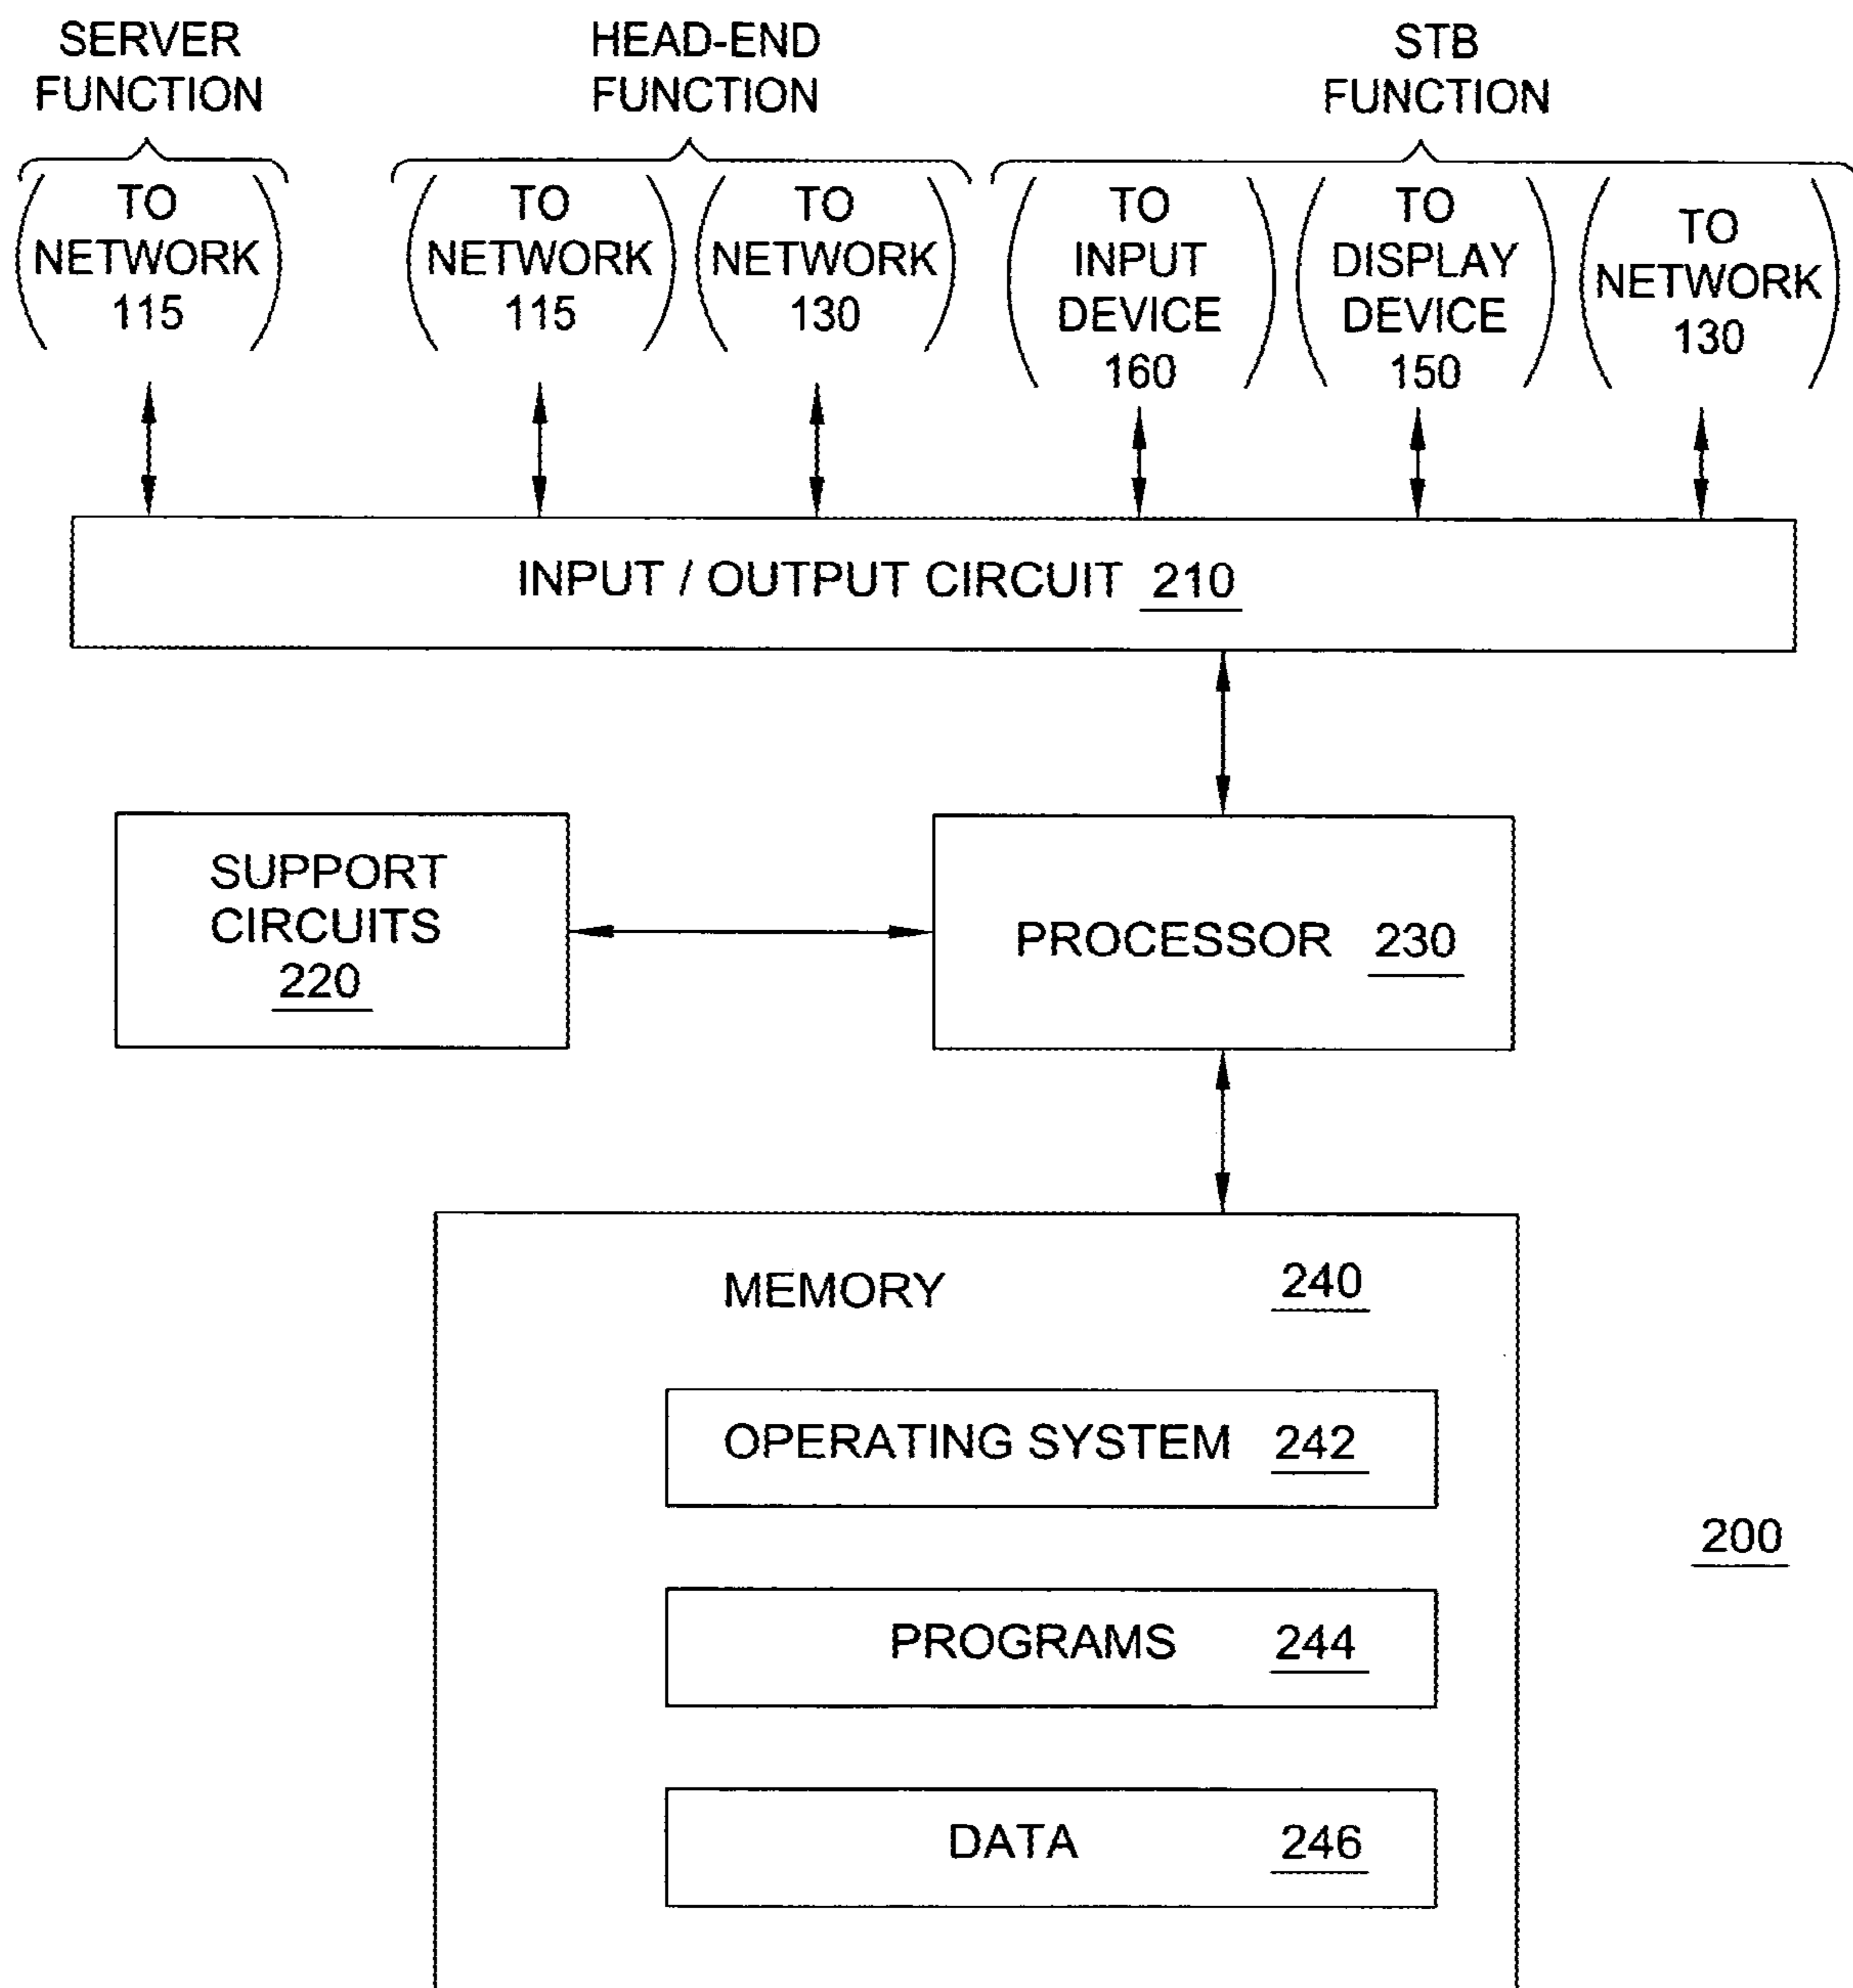 SERVER
FUNCTION
HEAD-END
FUNCTION
STB
FUNCTION
TO
NETWORK
115
TO
NETWORK
115
TO
NETWORK
130
TO
INPUT
DEVICE
160
TO
DISPLAY
DEVICE
150
TO
NETWORK
130
INPUT / OUTPUT CIRCUIT 210
SUPPORT
CIRCUITS
220
PROCESSOR 230
MEMORY 240
OPERATING SYSTEM 242
200
PROGRAMS 244
DATA 246